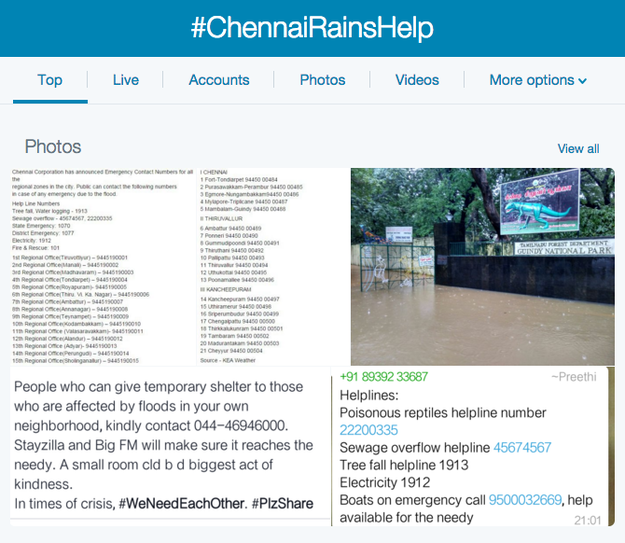 #ChennaiRainsHelp
Top
Live
Accounts
Photos
Videos
More options
Photos
View all
Chennai Corporation has announced Emergency Contact Numbers for all
the
regional zones in the city. Public can contact the following numbers
in case of any emergency due to the flood.
Help Line Numbers
Tree fall, Water logging - 1913
Sewage overflow - 45674567, 22200335
State Emergency: 1070
District Emergency: 1077
Electricity: 1912
Fire & Rescue: 101
1st Regional Office(Tiruvottiyur) – 9445190001
2nd Regional Office(Manali) – 9445190002
3rd Regional Office(Madhavaram) – 9445190003
4th Regional Office(Tondiarpet) – 9445190004
5th Regional Office(Royapuram)- 9445190005
6th Regional Office(Thiru. Vi. Ka. Nagar) – 9445190006
7th Regional Office(Ambattur) – 9445190007
8th Regional Office(Annanagar) – 9445190008
9th Regional Office(Teynampet) – 9445190009
10th Regional Office(Kodambakkam) – 9445190010
11th Regional Office (Valasaravakkam)- 9445190011
12th Regional Office(Alandur) – 9445190012
13th Regional Office (Adyar)- 9445190013
14th Regional Office(Perungudi) – 9445190014
15th Regional Office(Sholinganallur) – 9445190015
I CHENNAI
1 Fort-Tondiarpet 94450 00484
2 Purasawakkam-Perambur 94450 00485
3 Egmore-Nungambakkam 94450 00486
4 Mylapore-Triplicane 94450 00487
5 Mambalam-Guindy 94450 00488
II THIRUVALLUR
6 Ambattur 94450 00489
7 Ponneri 94450 00490
8 Gummudipoondi 94450 00491
9 Thiruthani 94450 00492
10 Pallipattu 94450 00493
11 Thiruvallur 94450 00494
12 Uthukottai 94450 00495
13 Poonamallee 94450 00496
III KANCHEEPURAM
14 Kancheepuram 94450 00497
15 Uthiramerur 94450 00498
16 Sriperumbudur 94450 00499
17 Chengalpattu 94450 00500
18 Thirkkalukunram 94450 00501
19 Tambaram 94450 00502
20 Madurantakam 94450 00503
21 Cheyyur 94450 00504
Source - KEA Weather
TAMILNADU FOREST DEPARTMENT
GUINDY NATIONAL PARK
People who can give temporary shelter to those
who are affected by floods in your own
neighborhood, kindly contact 044-46946000.
Stayzilla and Big FM will make sure it reaches the
needy. A small room cld b d biggest act of
kindness.
In times of crisis, #WeNeedEachOther. #PlzShare
+91 89392 33687 ~Preethi
Helplines:
Poisonous reptiles helpline number
22200335
Sewage overflow helpline 45674567
Tree fall helpline 1913
Electricity 1912
Boats on emergency call 9500032669, help
available for the needy
21:01